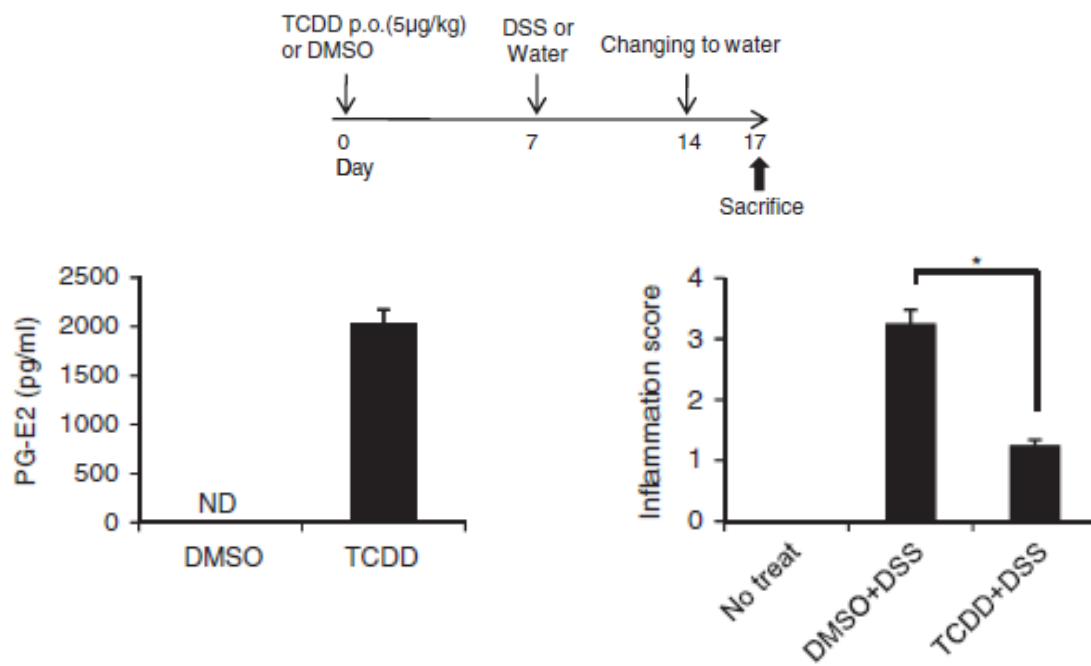 TCDD p.o.(5µg/kg)
or DMSO
DSS or
Water
Changing to water
0
7
14
17
Day
Sacrifice
PG-E2 (pg/ml)
2500
2000
1500
1000
500
0
ND
DMSO
TCDD
Inflammation score
4
3
2
1
0
*
No treat
DMSO+DSS
TCDD+DSS